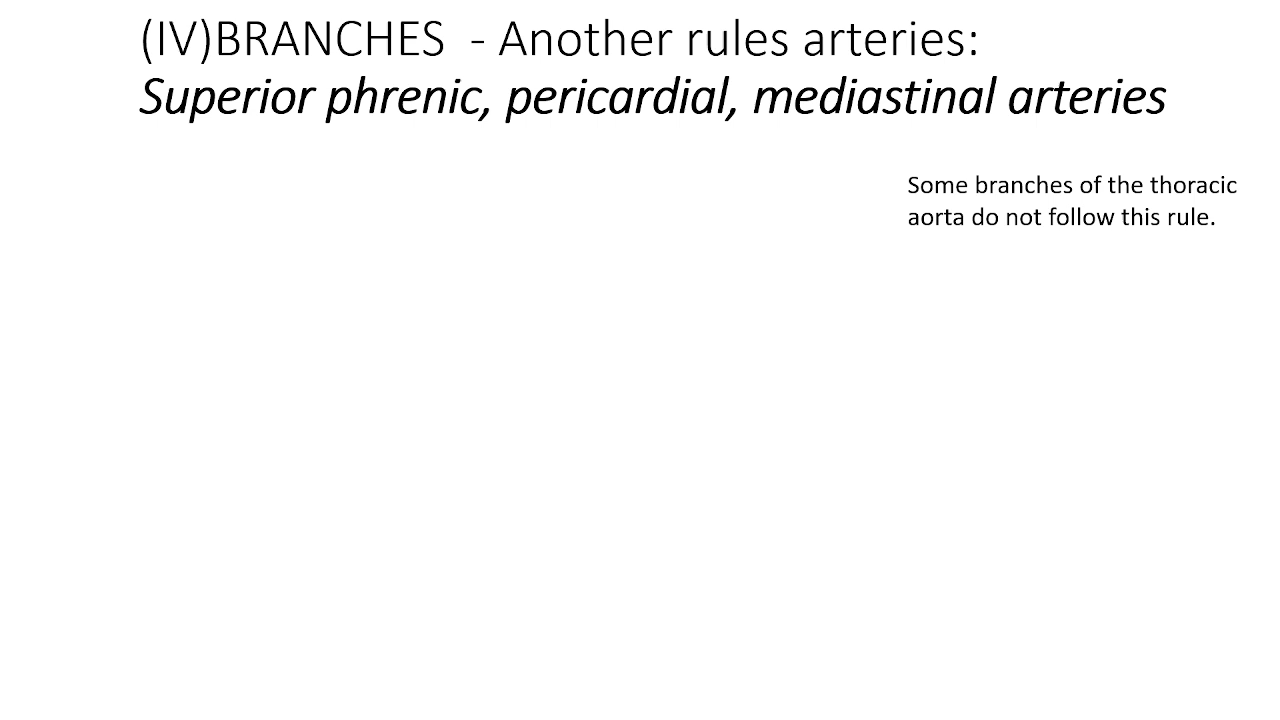 (IV)BRANCHES - Another rules arteries:
Superior phrenic, pericardial, mediastinal arteries
Some branches of the thoracic
aorta do not follow this rule.